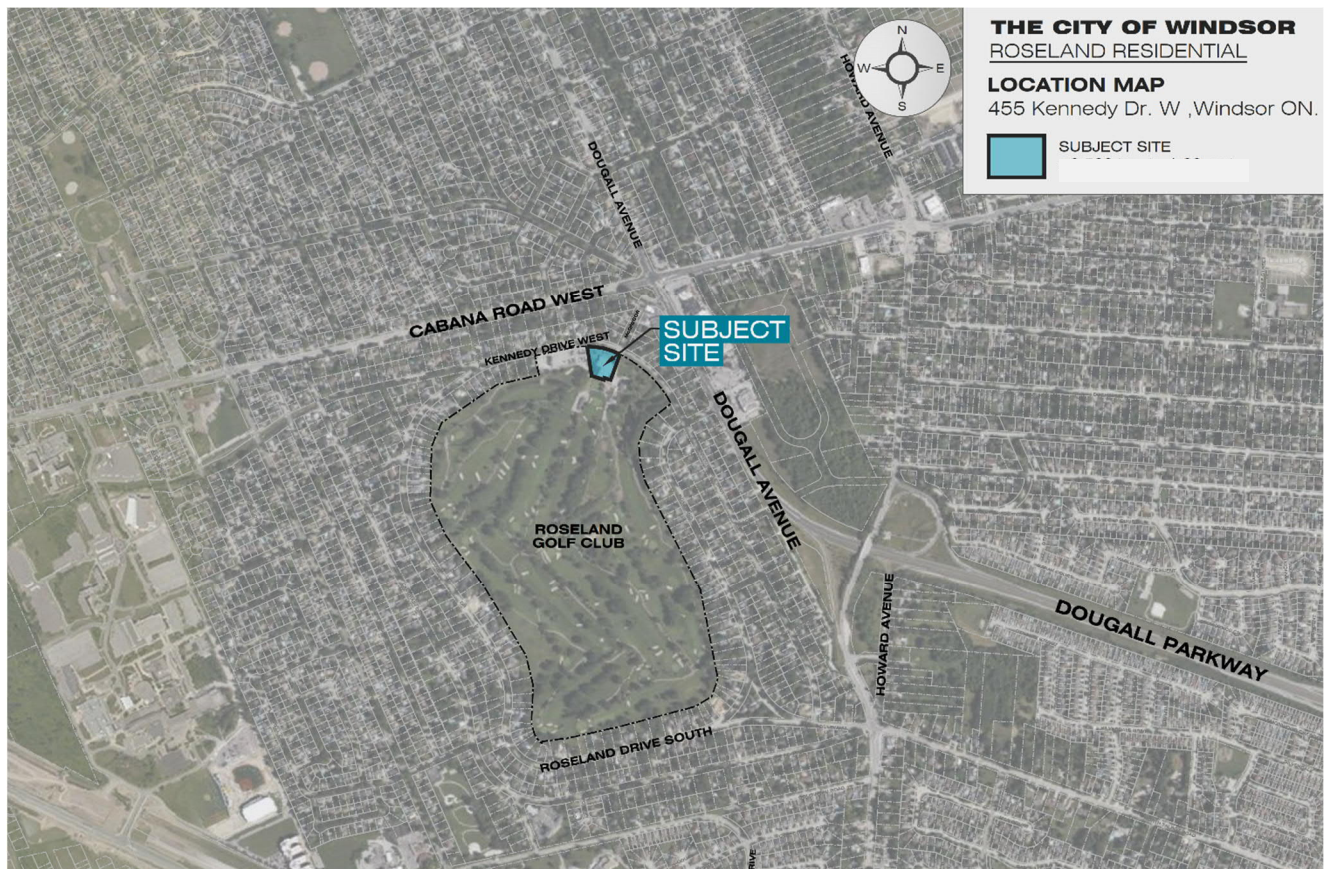 THE CITY OF WINDSOR
ROSELAND RESIDENTIAL
LOCATION MAP
455 Kennedy Dr. W ,Windsor ON.
SUBJECT SITE
N
W
E
S
HOWARD AVENUE
DOUGALL AVENUE
CABANA ROAD WEST
KENNEDY DRIVE WEST
SUBJECT
SITE
DOUGALL AVENUE
ROSELAND
GOLF CLUB
HOWARD AVENUE
DOUGALL PARKWAY
ROSELAND DRIVE SOUTH